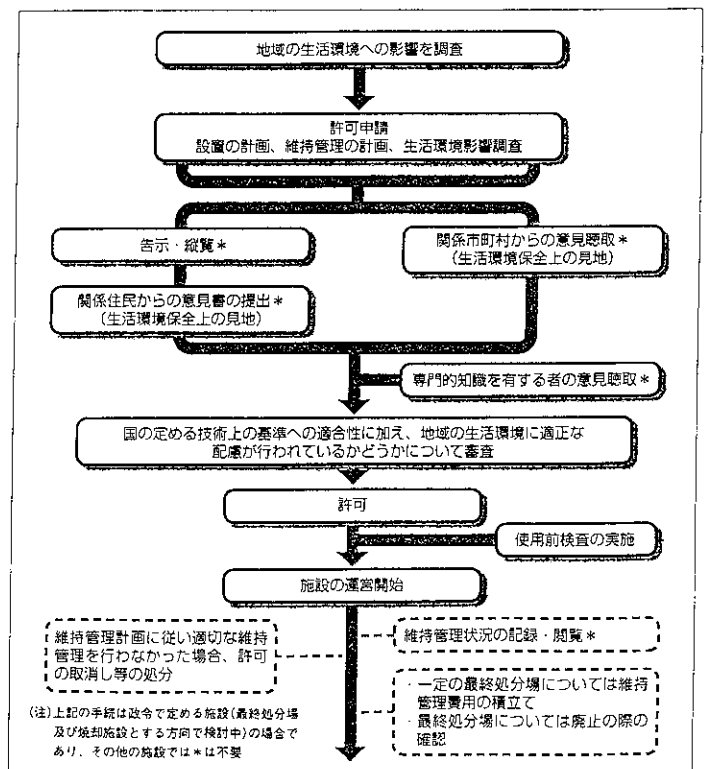 地域の生活環境への影響を調査
許可申請
設置の計画、維持管理の計画、生活環境影響調査
告示・縦覧*
関係市町村からの意見聴取*
(生活環境保全上の見地)
関係住民からの意見書の提出*
(生活環境保全上の見地)
専門的知識を有する者の意見聴取*
国の定める技術上の基準への適合性に加え、地域の生活環境に適正な
配慮が行われているかどうかについて審査
許可
使用前検査の実施
施設の運営開始
維持管理計画に従い適切な維持
管理を行わなかった場合、許可
の取消し等の処分
維持管理状況の記録・閲覧*
・一定の最終処分場については維持
管理費用の積立て
・最終処分場については廃止の際の
確認
(注)上記の手続は政令で定める施設(最終処分場
及び焼却施設とする方向で検討中)の場合で
あり、その他の施設では*は不要